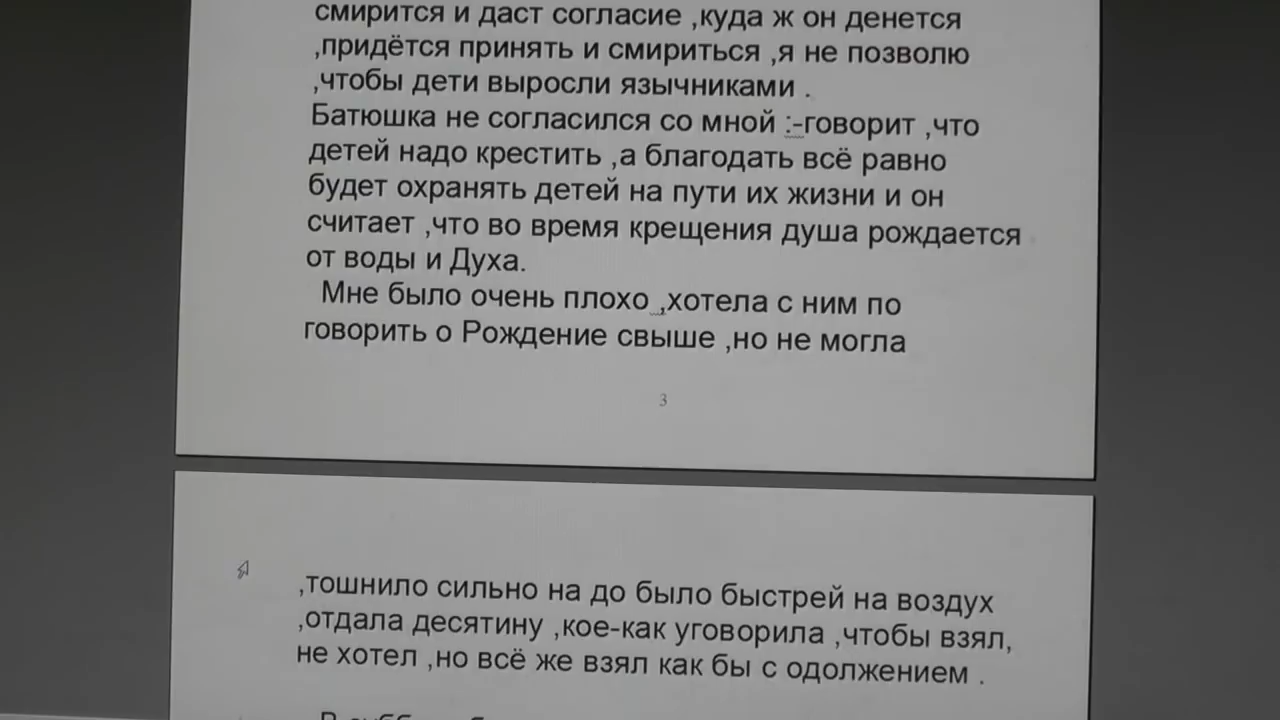 смирится и даст согласие ,куда ж он денется
,придётся принять и смириться ,я не позволю
,чтобы дети выросли язычниками .
Батюшка не согласился со мной :-говорит ,что
детей надо крестить ,а благодать всё равно
будет охранять детей на пути их жизни и он
считает ,что во время крещения душа рождается
от воды и Духа.
Мне было очень плохо ,хотела с ним по
говорить о Рождение свыше ,но не могла
3
,тошнило сильно на до было быстрей на воздух
,отдала десятину ,кое-как уговорила ,чтобы взял,
не хотел ,но всё же взял как бы с одолжением .